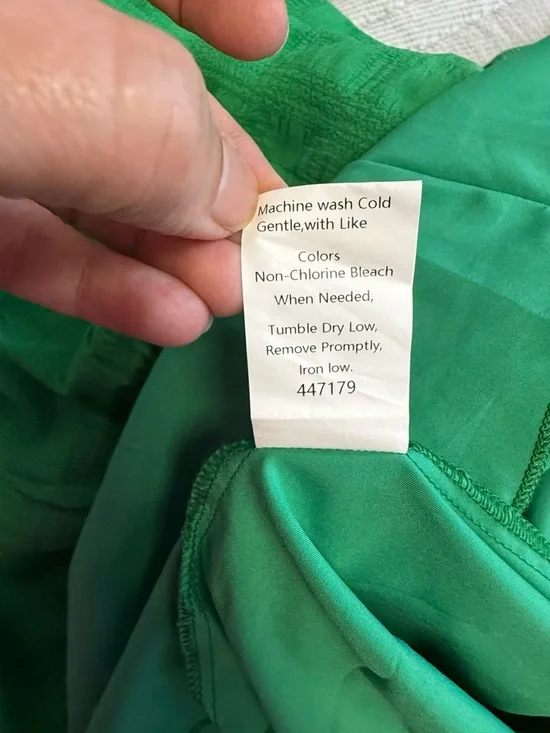 Machine wash Cold
Gentle,with Like
Colors
Non-Chlorine Bleach
When Needed,
Tumble Dry Low,
Remove Promptly,
Iron low.
447179